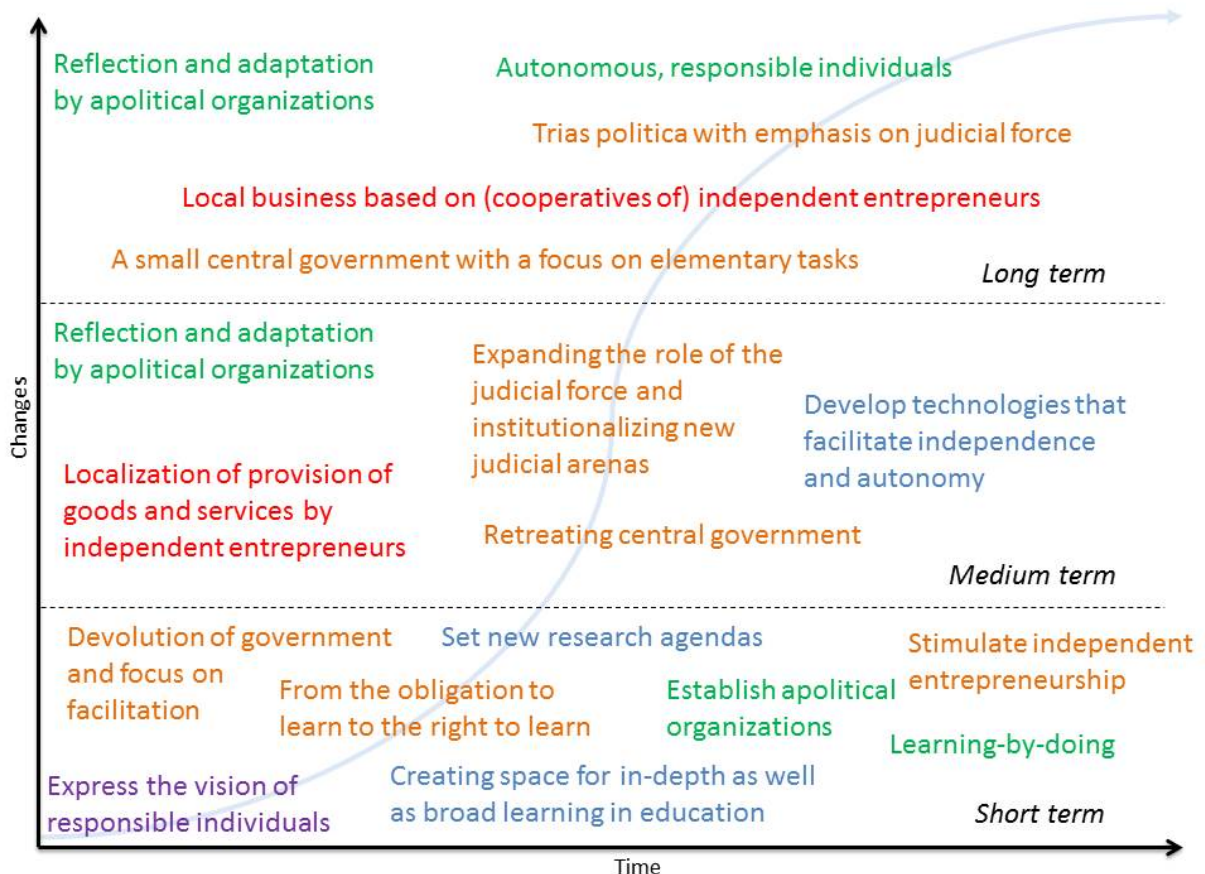 Reflection and adaptation
by apolitical organizations
Autonomous, responsible individuals
Trias politica with emphasis on judicial force
Local business based on (cooperatives of) independent entrepreneurs
A small central government with a focus on elementary tasks
Long term
Reflection and adaptation
by apolitical organizations
Expanding the role of the
judicial force and
institutionalizing new
judicial arenas
Develop technologies that
facilitate independence
and autonomy
Changes
Localization of provision of
goods and services by
independent entrepreneurs
Retreating central government
Medium term
Devolution of government
and focus on
facilitation
Set new research agendas
Stimulate independent
entrepreneurship
From the obligation to
learn to the right to learn
Establish apolitical
organizations
Learning-by-doing
Express the vision of
responsible individuals
Creating space for in-depth as well
as broad learning in education
Short term
Time